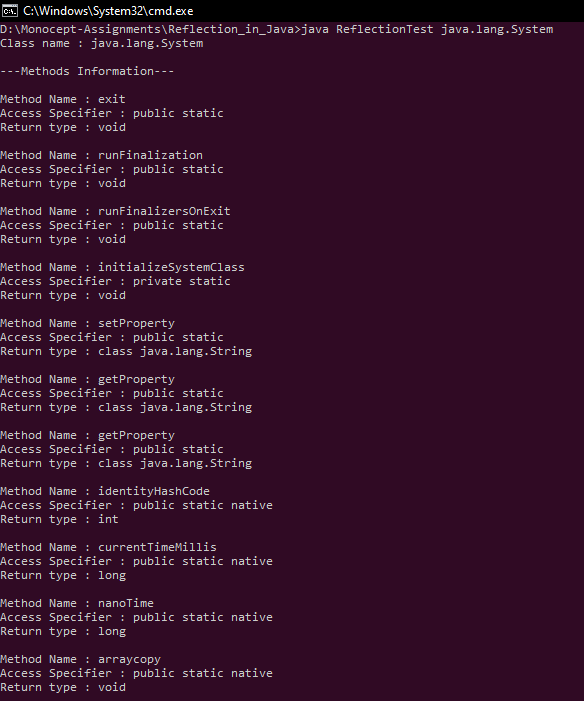 C:\Windows\System32\cmd.exe
D:\Monocept-Assignments\Reflection_in_Java>java ReflectionTest java.lang.System
Class name : java.lang.System
---Methods Information---
Method Name : exit
Access Specifier : public static
Return type : void
Method Name : runFinalization
Access Specifier : public static
Return type : void
Method Name : runFinalizersOnExit
Access Specifier : public static
Return type : void
Method Name : initializeSystemClass
Access Specifier : private static
Return type : void
Method Name : setProperty
Access Specifier : public static
Return type : class java.lang.String
Method Name : getProperty
Access Specifier : public static
Return type : class java.lang.String
Method Name : getProperty
Access Specifier : public static
Return type : class java.lang.String
Method Name : identityHashCode
Access Specifier : public static native
Return type : int
Method Name : currentTimeMillis
Access Specifier : public static native
Return type : long
Method Name : nanoTime
Access Specifier : public static native
Return type : long
Method Name : arraycopy
Access Specifier : public static native
Return type : void